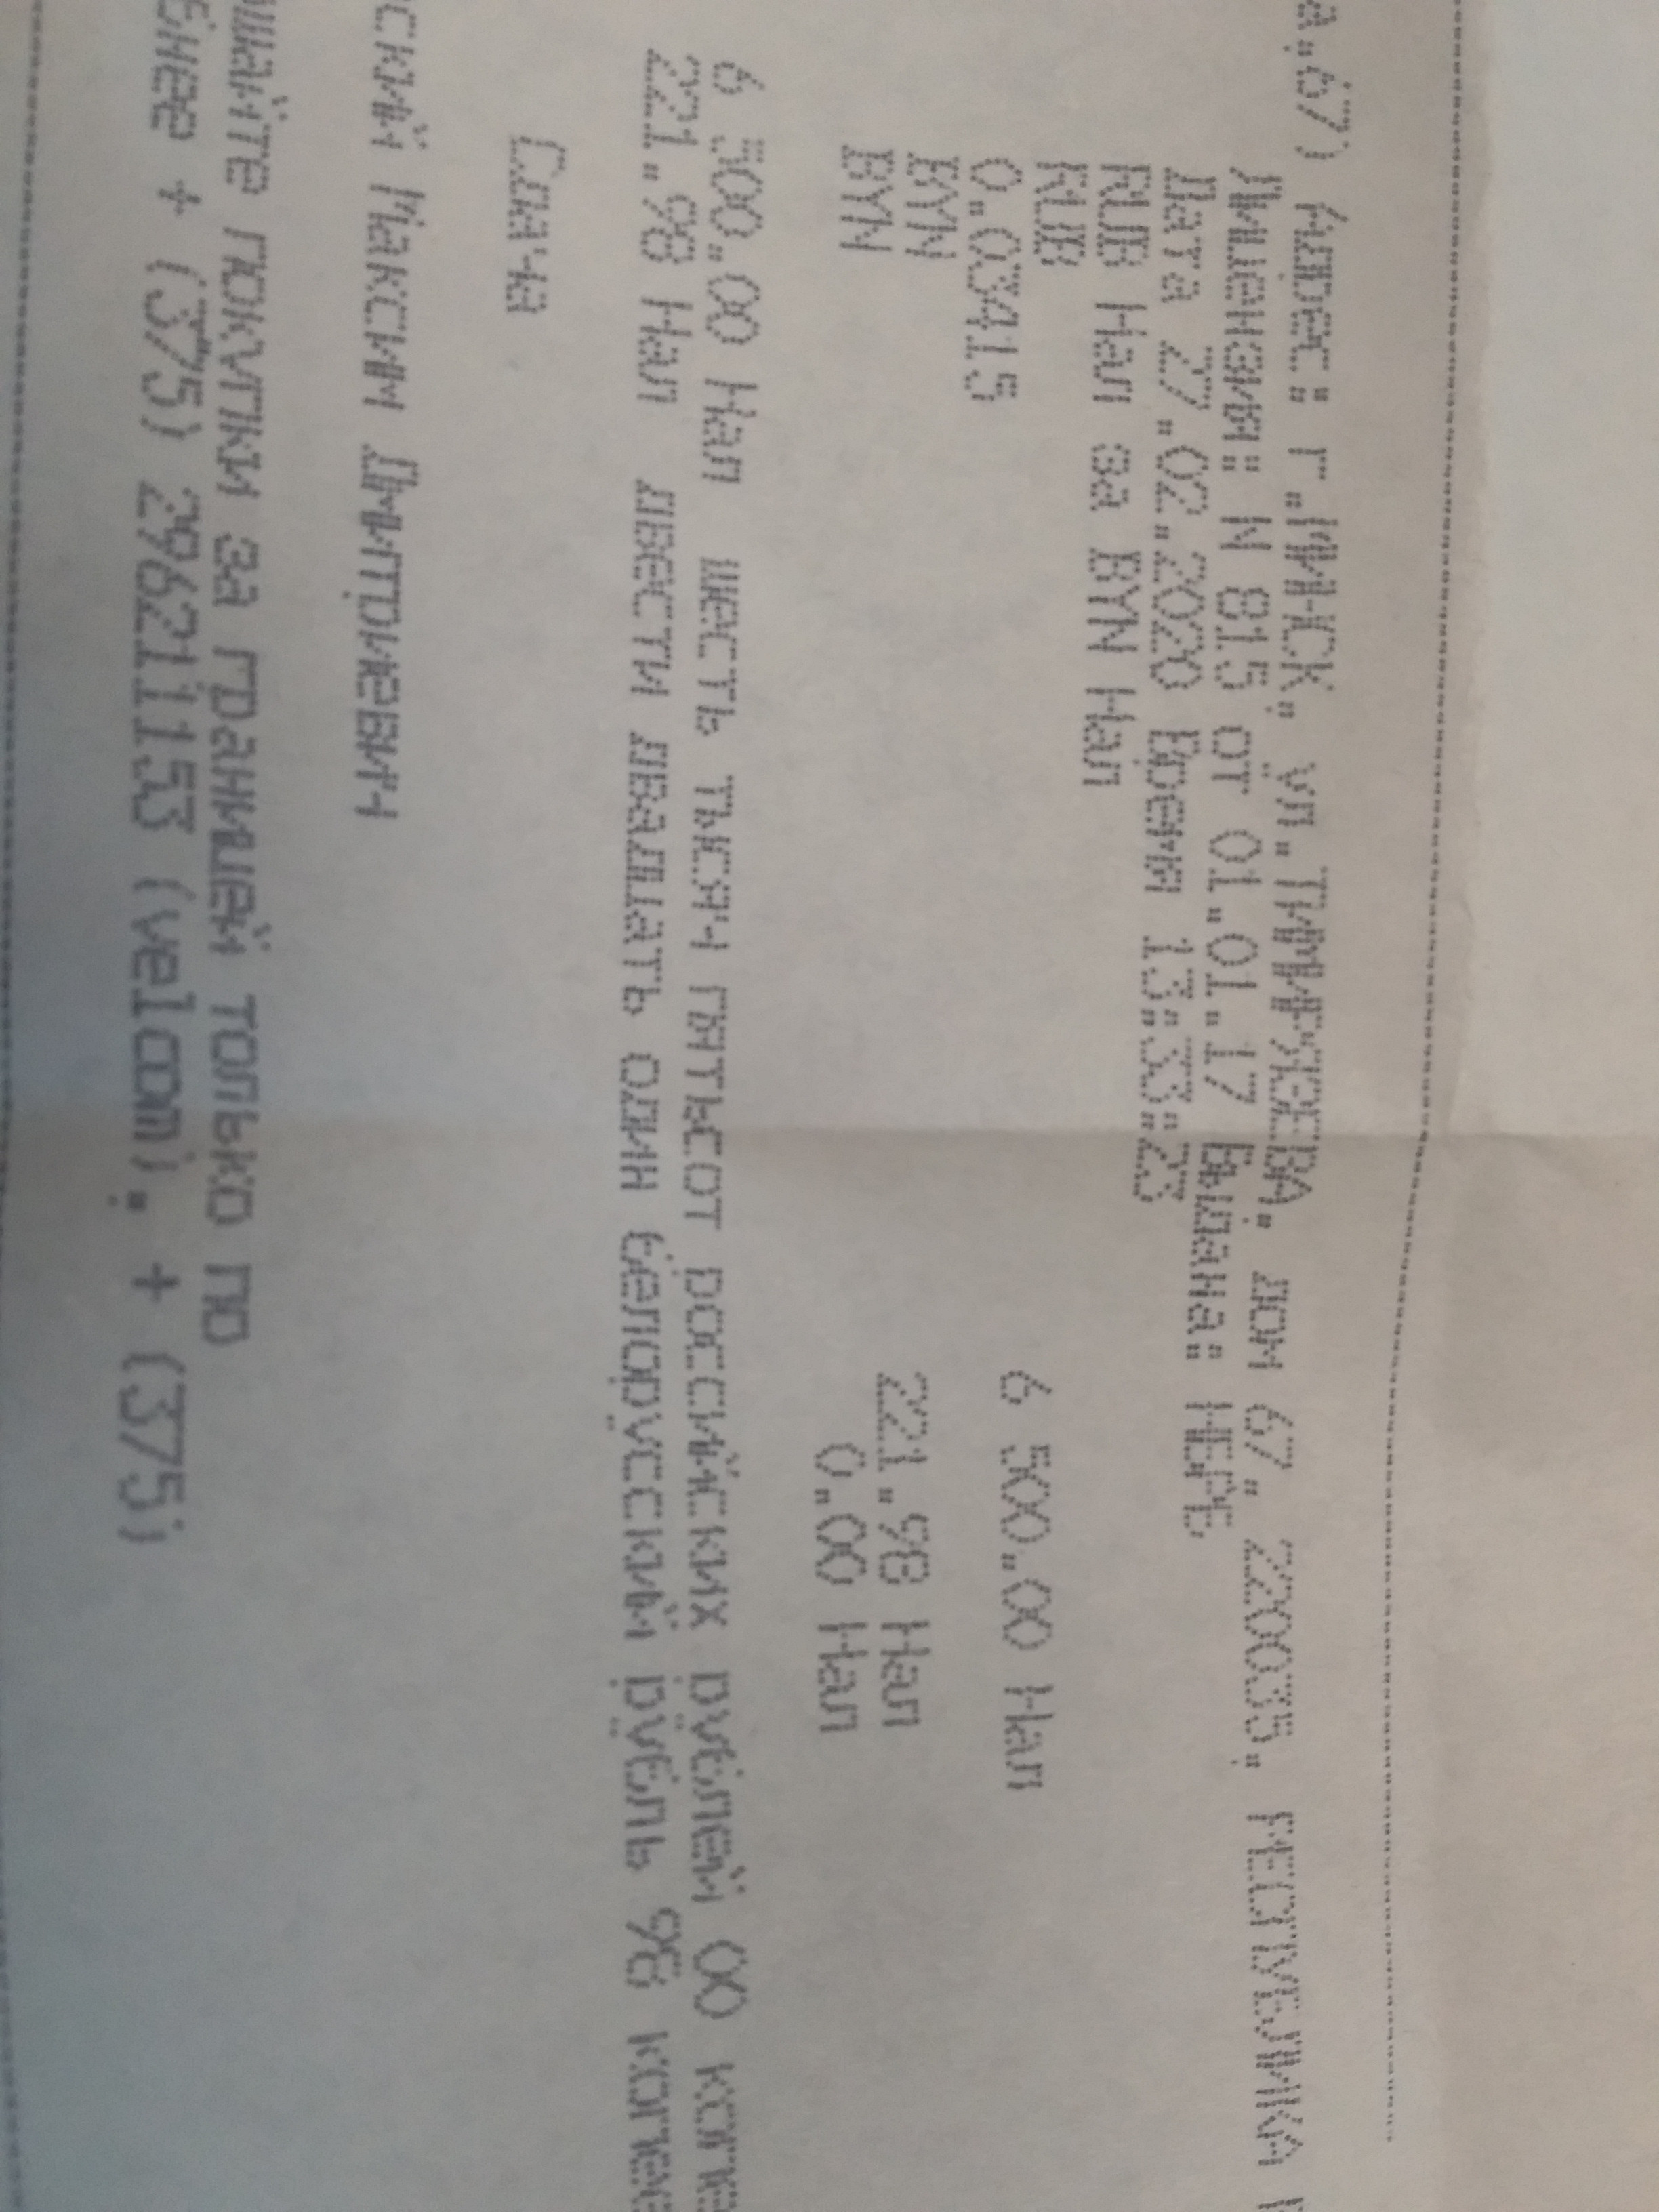 а,67) Адрес: г.МИНСК, ул. ТИМИРЯЗЕВА, дом 67, 220035, РЕСПУБЛИКА
Лицензия: N 815 от 01.01.17 Выдана: НБРБ
Дата 27.02.2020 Время 13:33:23
RUB Нал за BYN Нал
RUB 6 500.00 Нал
0.03415
BYN 221.98 Нал
BYN 0.00 Нал
6 500.00 Нал шесть тысяч пятьсот российских рублей 00 копе
221.98 Нал двести двадцать один белорусский рубль 98 копее
Сдача
ский Максим Дмитриевич
шайте покупки за границей только по
+ (375) 296211153 (velcom), + (375)